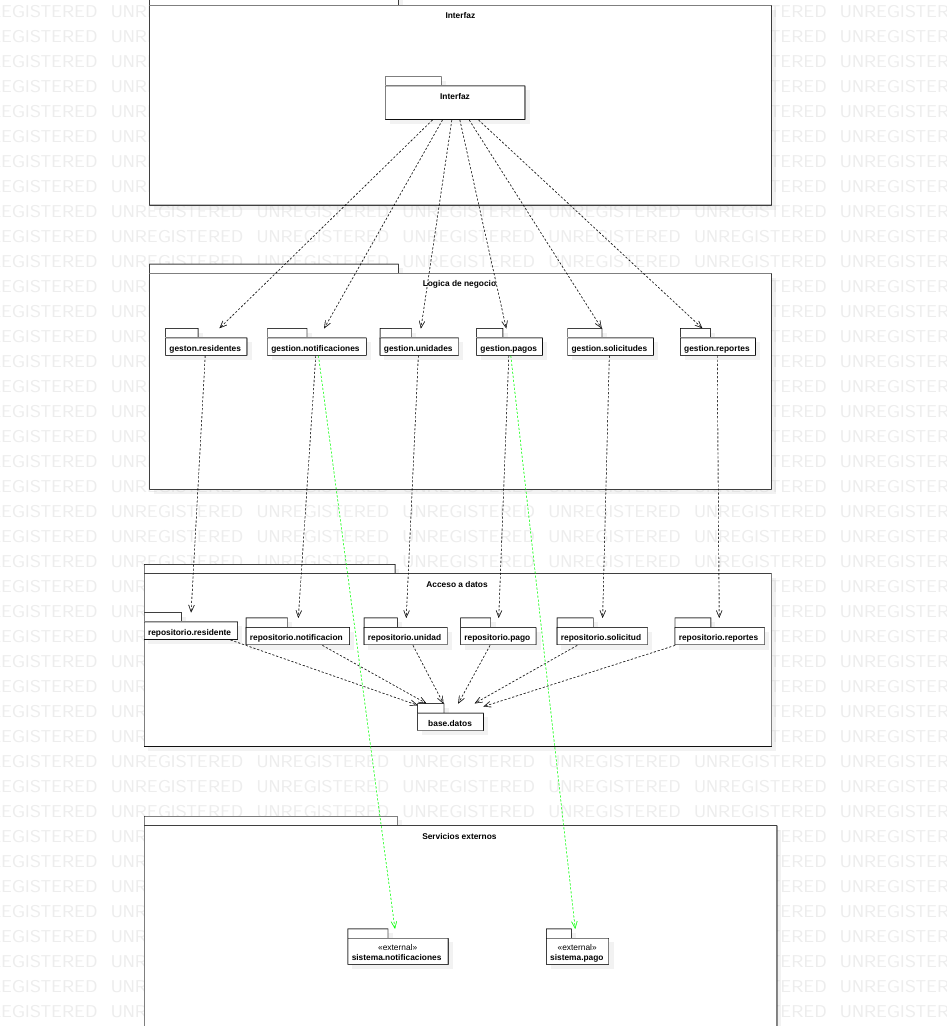 Interfaz
Interfaz
Logica de negocio
geston.residentes
gestion.notificaciones
gestion.unidades
gestion.pagos
gestion.solicitudes
gestion.reportes
Acceso a datos
repositorio.residente
repositorio.notificacion
repositorio.unidad
repositorio.pago
repositorio.solicitud
repositorio.reportes
base.datos
Servicios externos
«external»
sistema.notificaciones
«external»
sistema.pago
UNREGISTERED